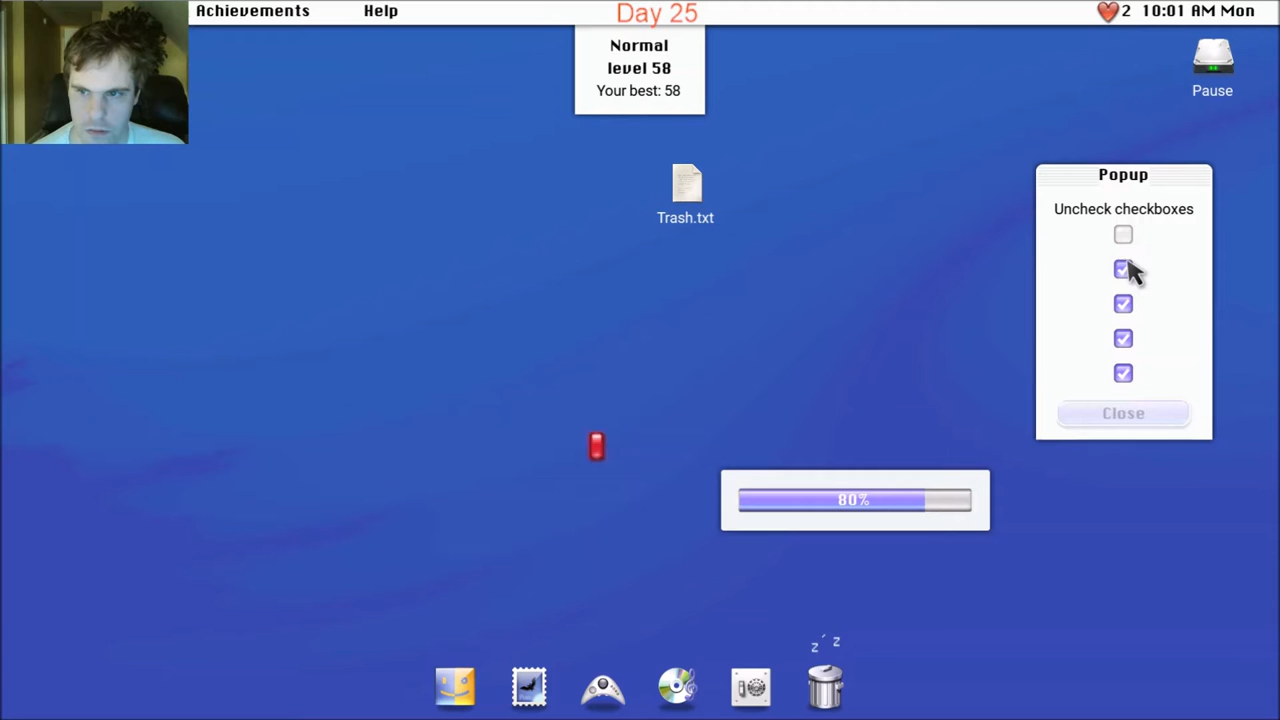 Achievements Help Day 25 2 10:01 AM Mon
Normal
level 58
Your best: 58
Pause
Popup
Uncheck checkboxes
Close
Trash.txt
80%
z z